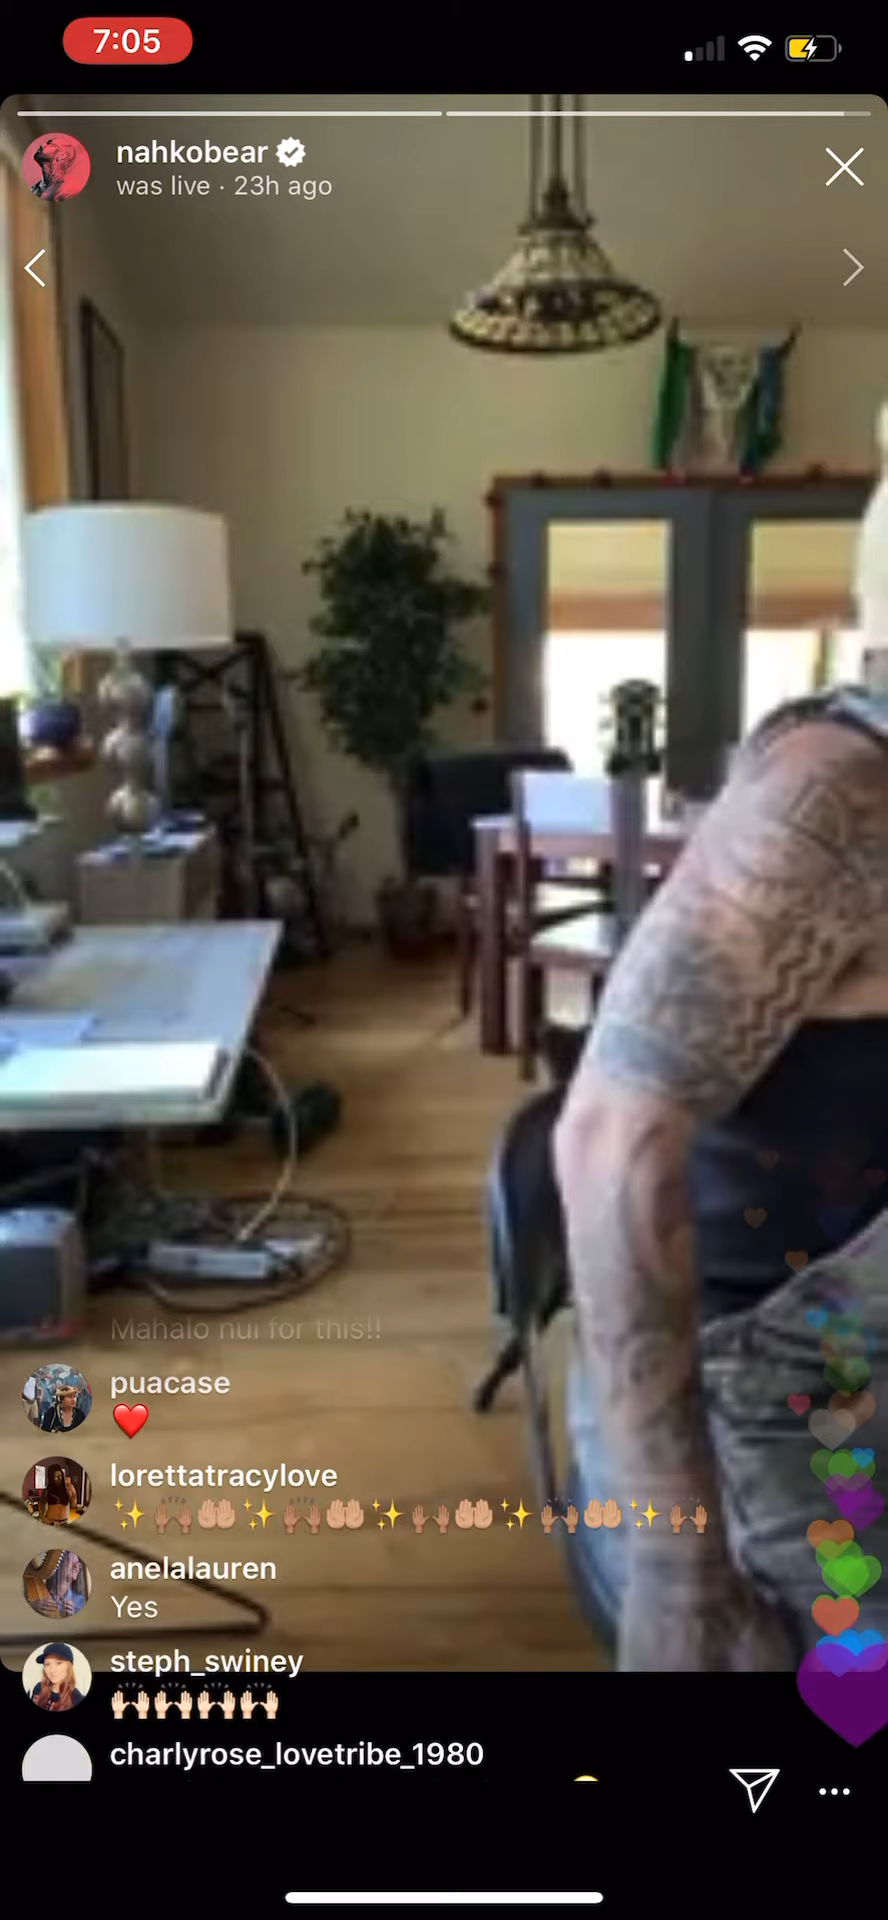 7:05
nahkobear
was live · 23h ago
Mahalo nui for this!!
puacase
❤️
lorettatracylove
✨🙌🏽🤲🏼✨🙌🏽🤲🏼✨🙌🏽🤲🏼✨🙌🏽🤲🏼✨🙌🏽
anelalauren
Yes
steph_swiney
🙌🏻🙌🏻🙌🏻🙌🏻
charlyrose_lovetribe_1980